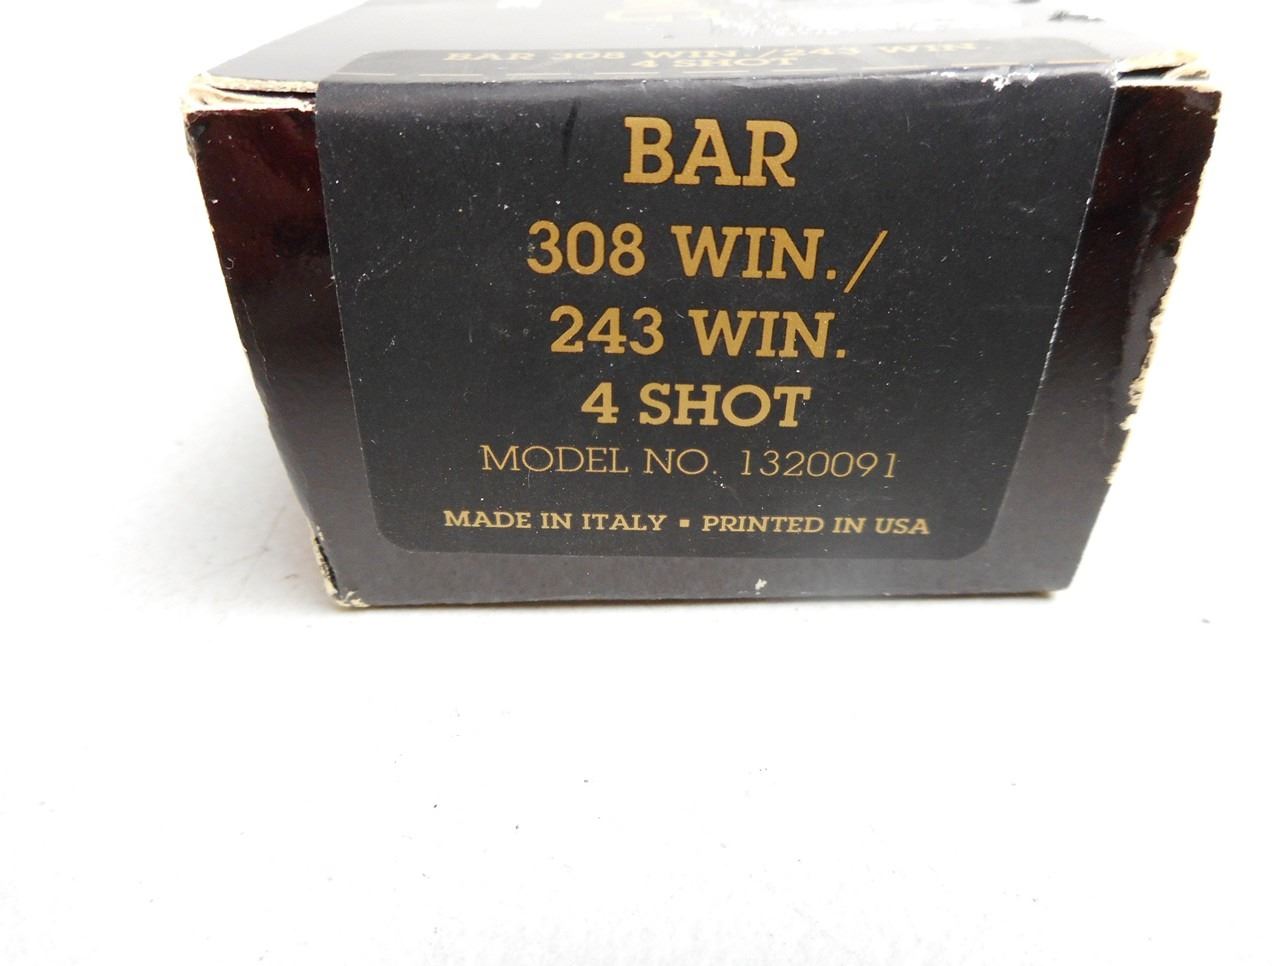 BAR 308 WIN./243 WIN.
4 SHOT
BAR
308 WIN./
243 WIN.
4 SHOT
MODEL NO. 1320091
MADE IN ITALY ▪ PRINTED IN USA